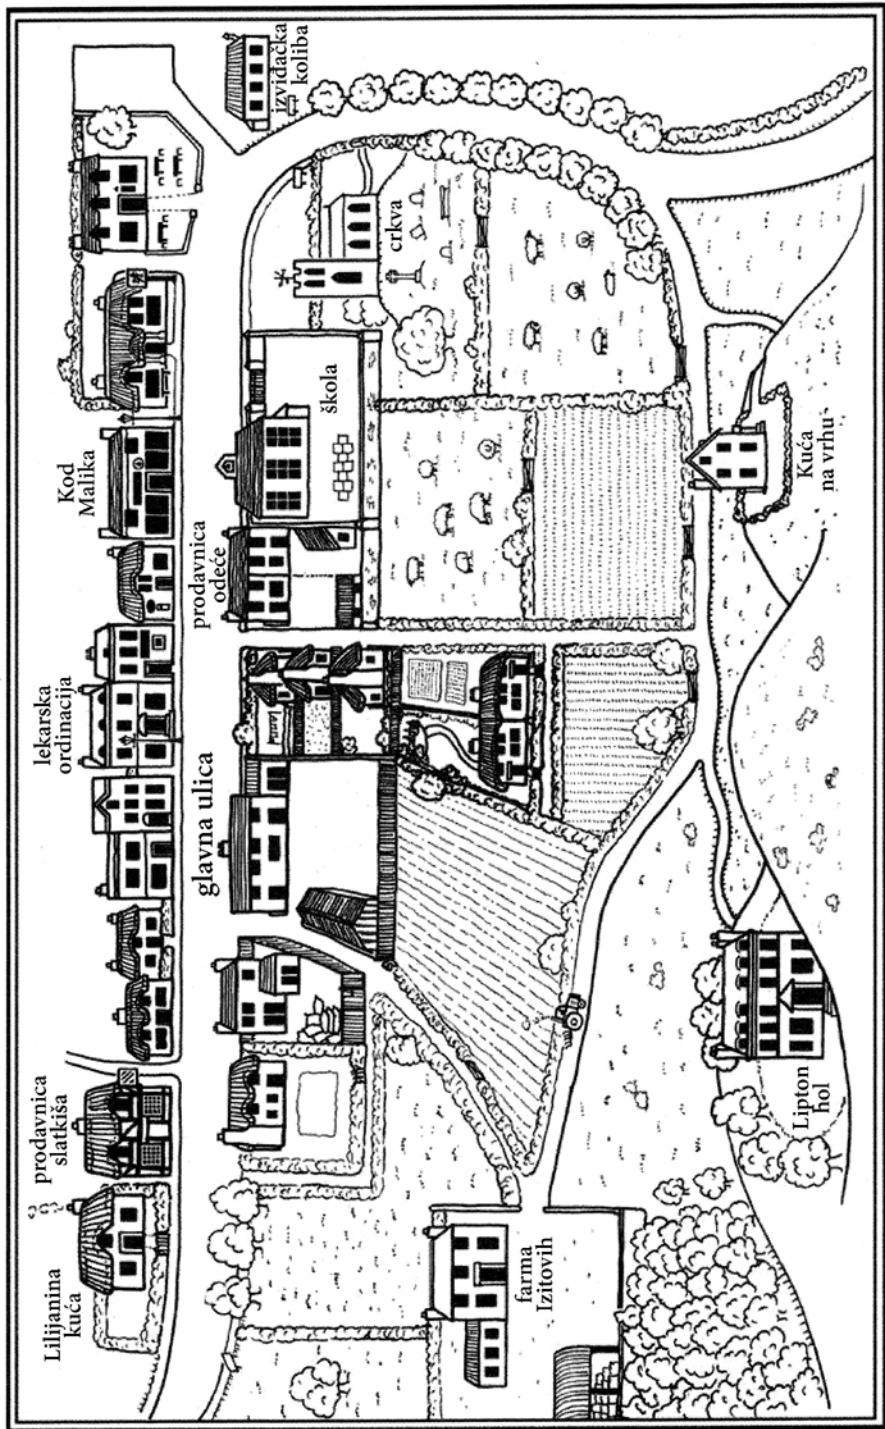 Lilijanina
kuća
prodavnica
slatkiša
lekarska
ordinacija
Kod
Malika
izviđačka
koliba
glavna ulica
prodavnica
odeće
škola
crkva
farma
Izitovih
Lipton
hol
Kuća
na vrhu